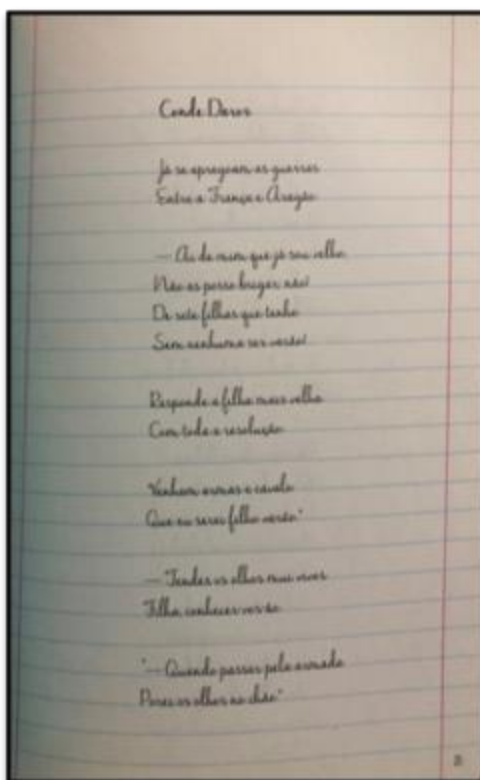 Conde Daros
Já se apregoam as guerras
Entre a França e Aragão
— Ai de mim que já sou velho
Não as posso brigar, não!
De sete filhas que tenho
Sem nenhuma ser varão!
Responde a filha mais velha
Com toda a resolução
Venham armas e cavalo
Que eu serei filho varão"
— "Tendes os olhos mui vivos
Filha, conhecer-vos-ão
"— Quando passar pela armada
Porei os olhos no chão"